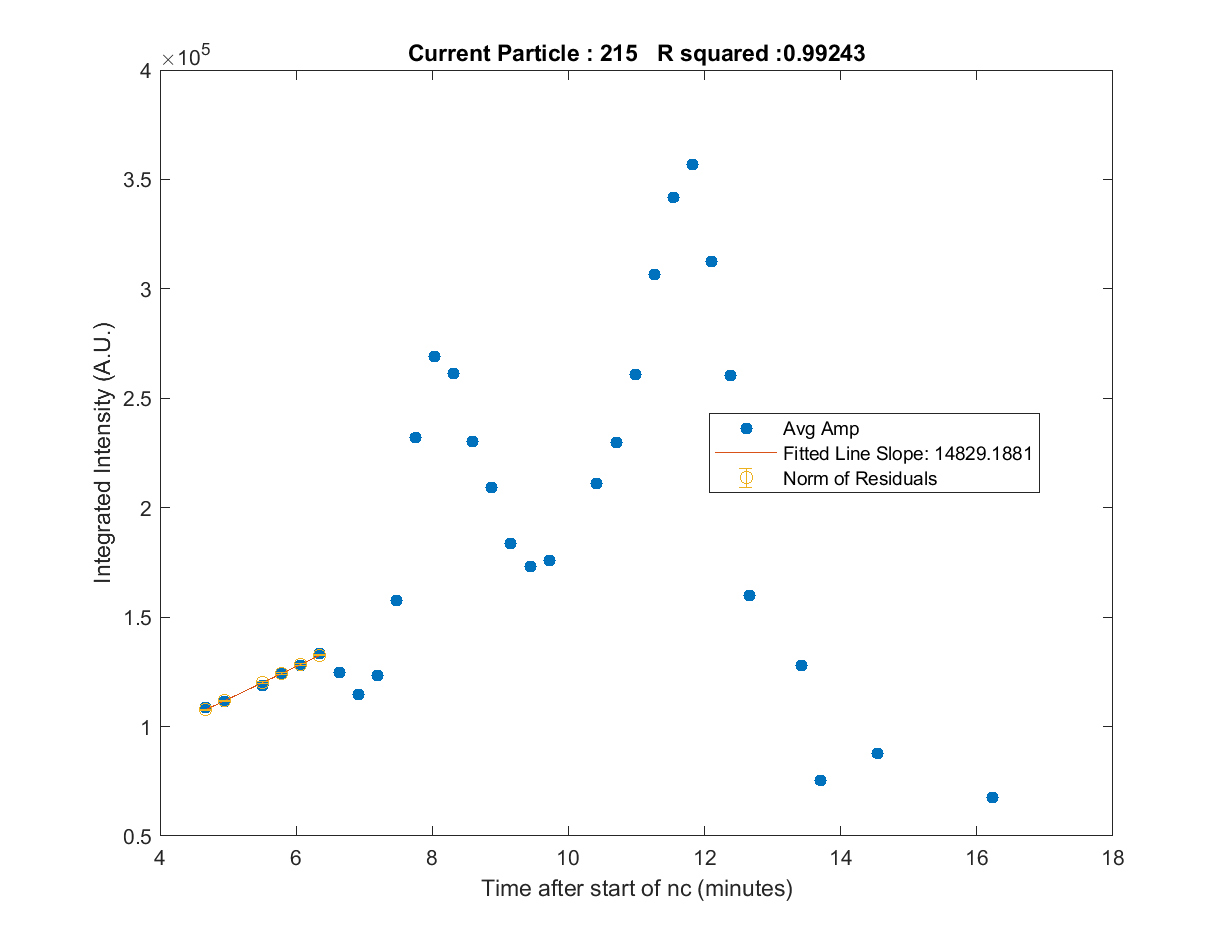 Current Particle : 215   R squared :0.99243
×10^5
4
3.5
3
2.5
2
1.5
1
0.5
Integrated Intensity (A.U.)
Avg Amp
Fitted Line Slope: 14829.1881
Norm of Residuals
4 6 8 10 12 14 16 18
Time after start of nc (minutes)